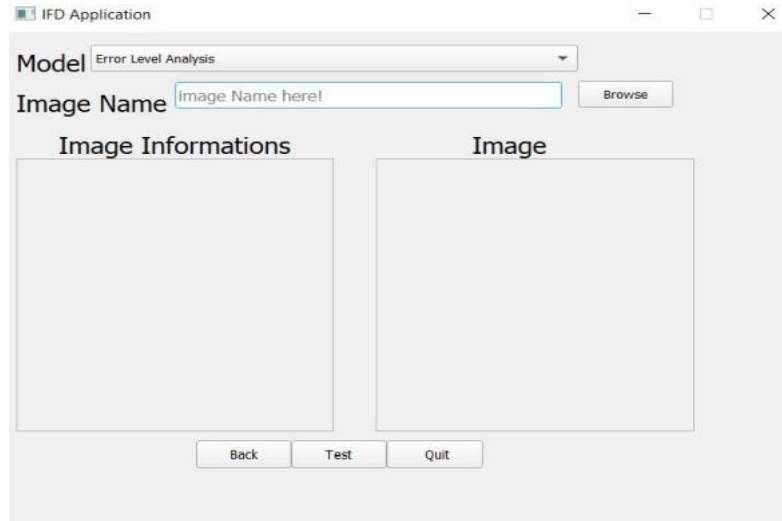 IFD Application
Model Error Level Analysis
Image Name image Name here! Browse
Image Informations Image
Back Test Quit